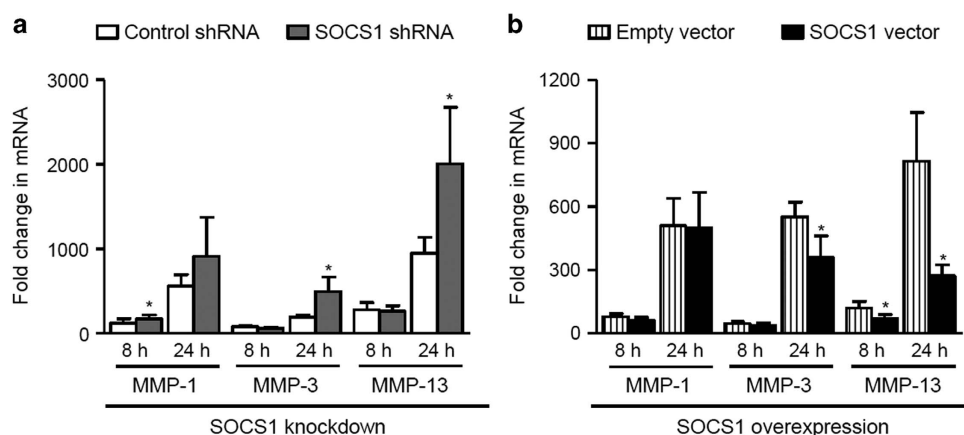 a
Control shRNA SOCS1 shRNA
Fold change in mRNA
3000
2000
1000
0
*
*
*
8 h 24 h 8 h 24 h 8 h 24 h
MMP-1 MMP-3 MMP-13
SOCS1 knockdown
b
Empty vector SOCS1 vector
Fold change in mRNA
1200
900
600
300
0
*
*
*
8 h 24 h 8 h 24 h 8 h 24 h
MMP-1 MMP-3 MMP-13
SOCS1 overexpression